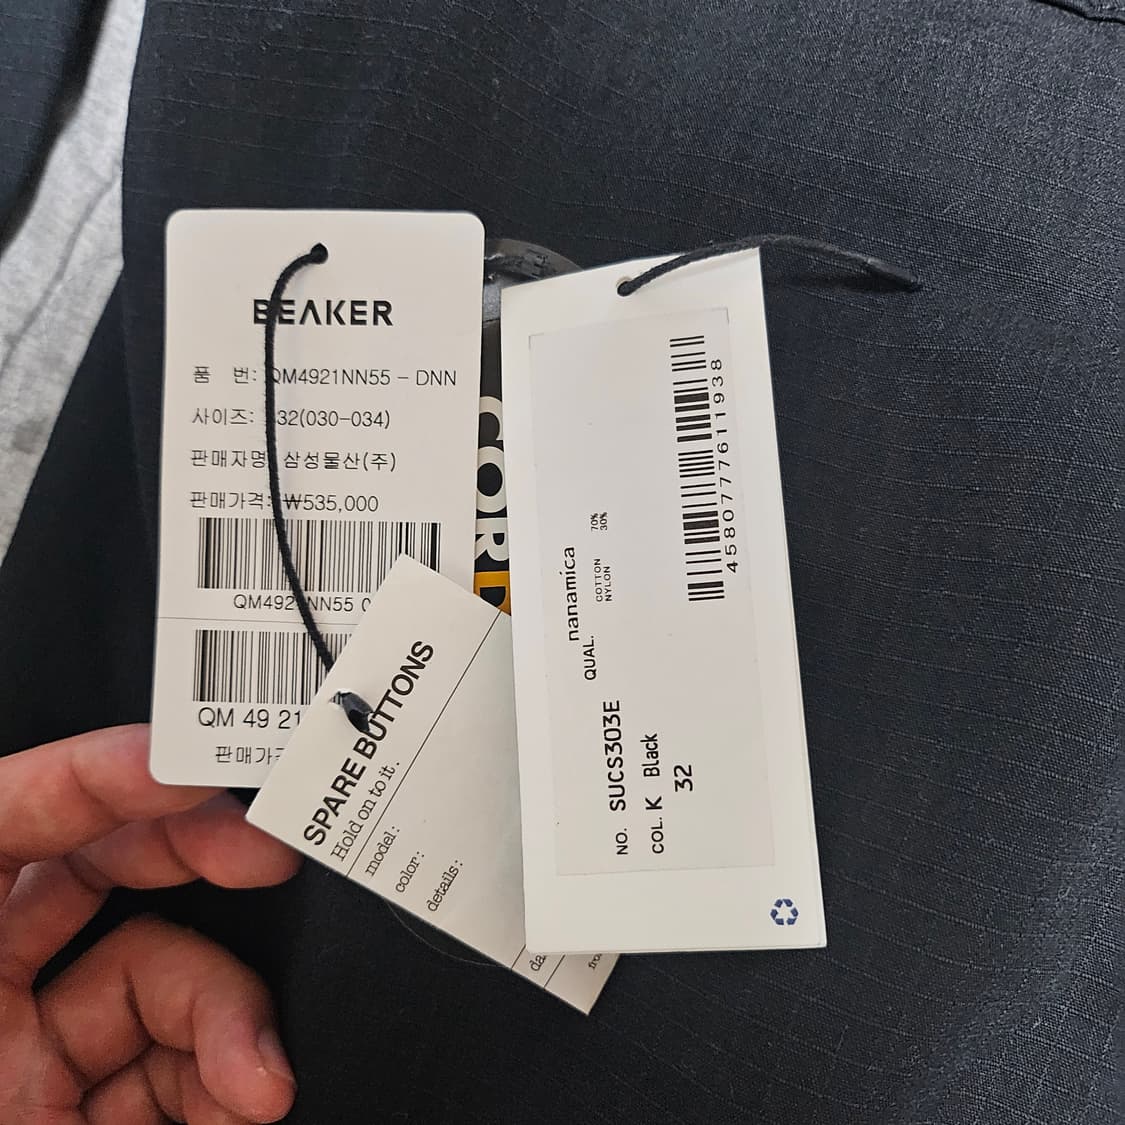 BEAKER
품 번: QM4921NN55 - DNN
사이즈: 32(030-034)
판매자명: 삼성물산(주)
판매가격: ₩535,000
QM4921NN55
QM 49 21
SPARE BUTTONS
Hold on to it.
model:
color:
details:
CORD
nanamica
QUAL. COTTON 70%
NYLON 30%
NO. SUCS303E
COL. K Black
32
4580777611938